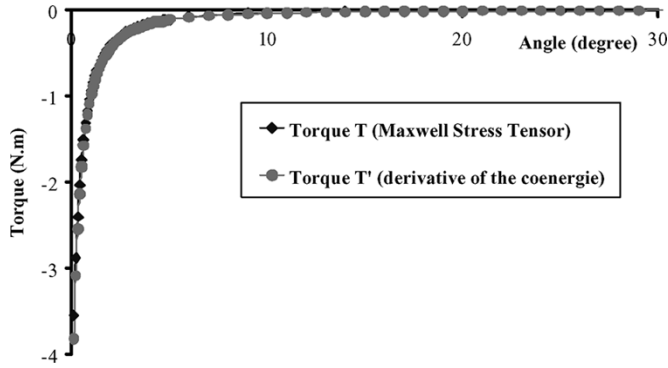 0
0
10
20
30
Angle (degree)
-1
-2
-3
-4
Torque (N.m)
Torque T (Maxwell Stress Tensor)
Torque T' (derivative of the coenergie)